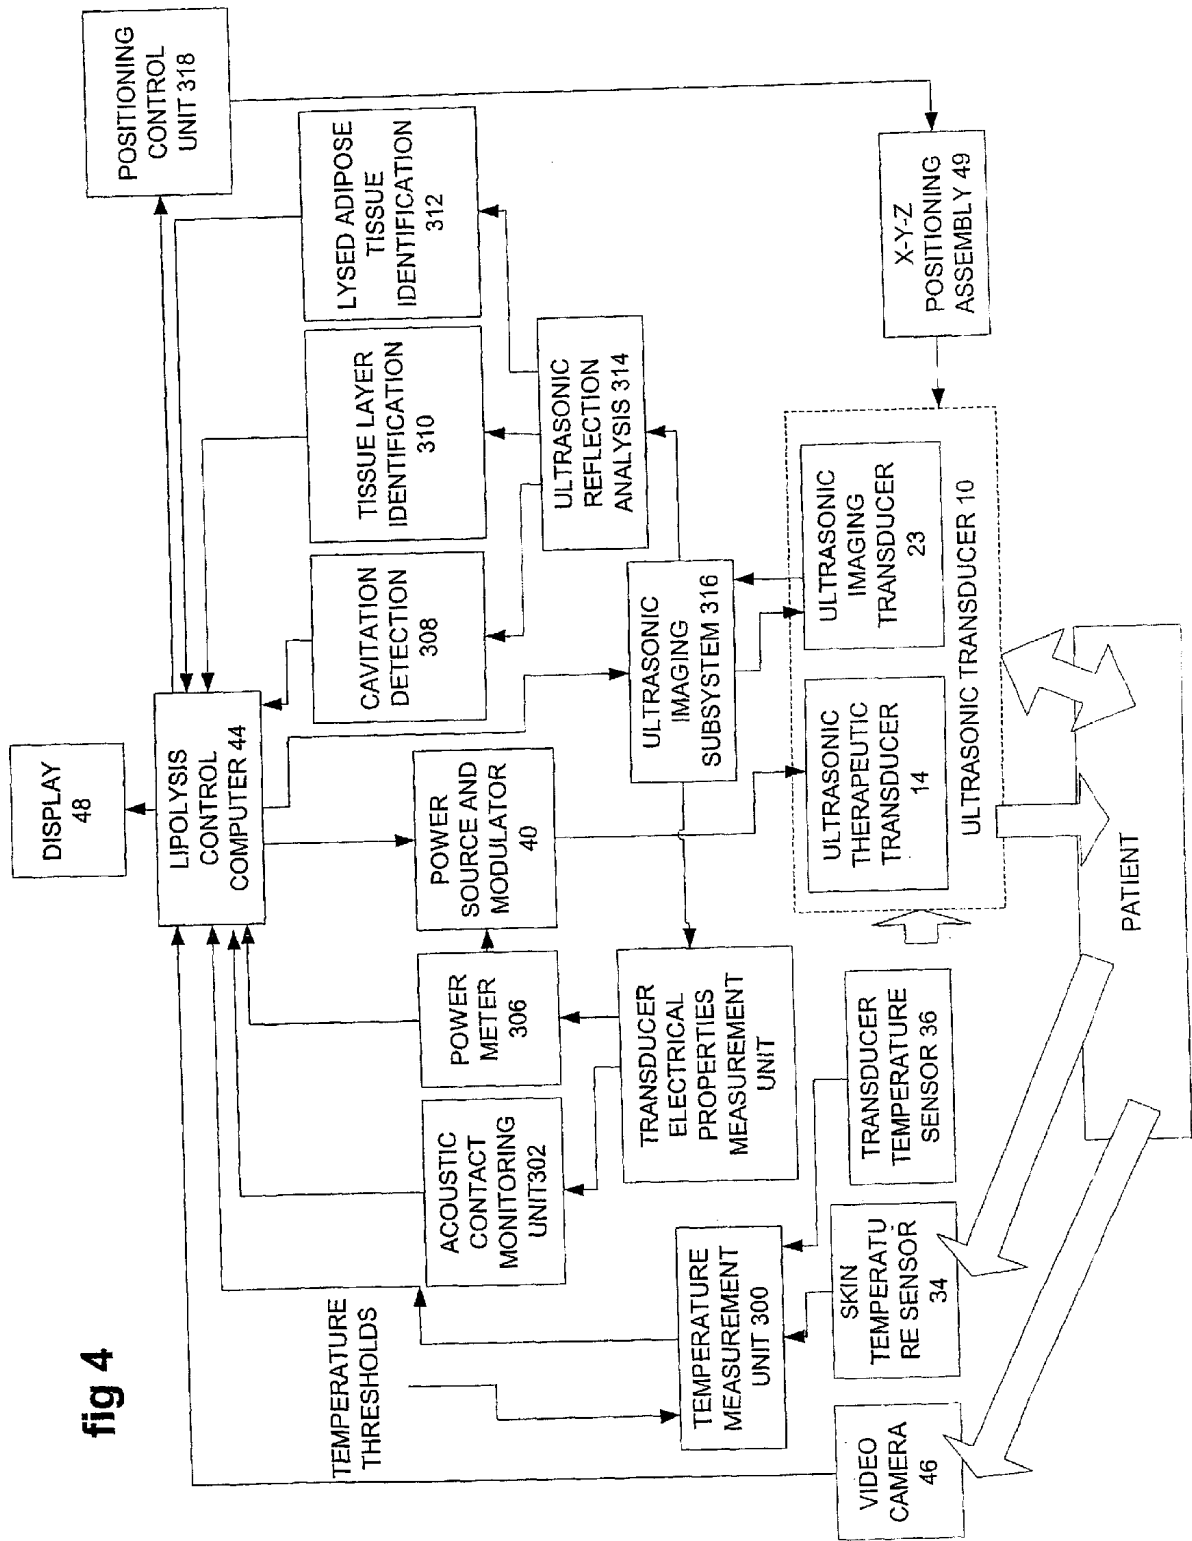 fig 4
DISPLAY
48
LIPOLYSIS
CONTROL
COMPUTER 44
POSITIONING
CONTROL
UNIT 318
TEMPERATURE
THRESHOLDS
ACOUSTIC
CONTACT
MONITORING
UNIT302
POWER
METER
306
POWER
SOURCE AND
MODULATOR
40
CAVITATION
DETECTION
308
TISSUE LAYER
IDENTIFICATION
310
LYSED ADIPOSE
TISSUE
IDENTIFICATION
312
TEMPERATURE
MEASUREMENT
UNIT 300
TRANSDUCER
ELECTRICAL
PROPERTIES
MEASUREMENT
UNIT
ULTRASONIC
IMAGING
SUBSYSTEM 316
ULTRASONIC
REFLECTION
ANALYSIS 314
VIDEO
CAMERA
46
SKIN
TEMPERATU
RE SENSOR
34
TRANSDUCER
TEMPERATURE
SENSOR 36
ULTRASONIC
THERAPEUTIC
TRANSDUCER
14
ULTRASONIC
IMAGING
TRANSDUCER
23
ULTRASONIC TRANSDUCER 10
X-Y-Z
POSITIONING
ASSEMBLY 49
PATIENT